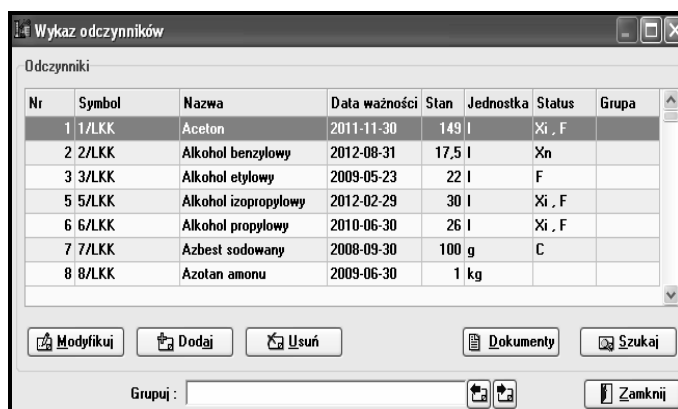 Wykaz odczynników
Odczynniki
Nr Symbol Nazwa Data ważności Stan Jednostka Status Grupa
1 1/LKK Aceton 2011-11-30 149 l Xi , F
2 2/LKK Alkohol benzylowy 2012-08-31 17,5 l Xn
3 3/LKK Alkohol etylowy 2009-05-23 22 l F
5 5/LKK Alkohol izopropylowy 2012-02-29 30 l Xi , F
6 6/LKK Alkohol propylowy 2010-06-30 26 l Xi , F
7 7/LKK Azbest sodowany 2008-09-30 100 g C
8 8/LKK Azotan amonu 2009-06-30 1 kg
Modyfikuj Dodaj Usuń Dokumenty Szukaj
Grupuj : Zamknij